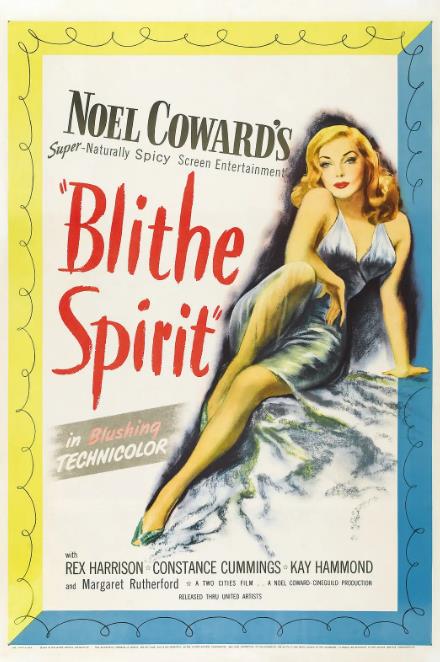 NOEL COWARD'S
Super-Naturally Spicy Screen Entertainment
"Blithe
Spirit"
in Blushing
TECHNICOLOR
with
REX HARRISON ☆ CONSTANCE CUMMINGS ☆ KAY HAMMOND
and Margaret Rutherford ☆ A TWO CITIES FILM . . A NOEL COWARD-CINEGUILD PRODUCTION
RELEASED THRU UNITED ARTISTS